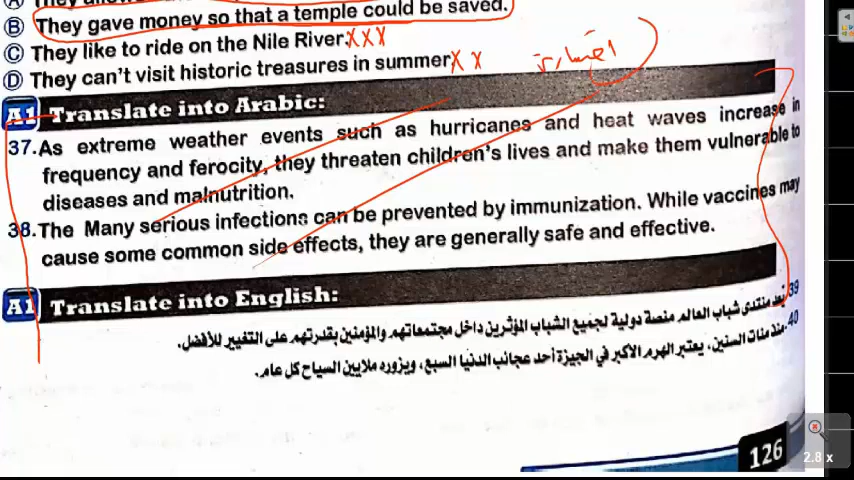 B They gave money so that a temple could be saved.
C They like to ride on the Nile River. XXX
D They can't visit historic treasures in summer X X
A1 Translate into Arabic:
37.As extreme weather events such as hurricanes and heat waves increase in
frequency and ferocity, they threaten children's lives and make them vulnerable to
diseases and malnutrition.
38.The Many serious infections can be prevented by immunization. While vaccines may
cause some common side effects, they are generally safe and effective.
A1 Translate into English:
39. يعد منتدى شباب العالم منصة دولية لجميع الشباب المؤثرين داخل مجتمعاتهم والمؤمنين بقدرتهم على التغيير للأفضل.
40. منذ مئات السنين، يعتبر الهرم الأكبر في الجيزة أحد عجائب الدنيا السبع، ويزوره ملايين السياح كل عام.
126
2.8 x